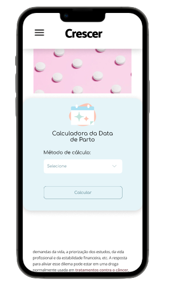 Crescer
Calculadora da Data
de Parto
Método de cálculo:
Selecione
Calcular
demandas da vida, a priorização dos estudos, da vida
profissional e da estabilidade financeira, etc. A resposta
para aliviar esse dilema pode estar em uma droga
normalmente usada em tratamentos contra o câncer